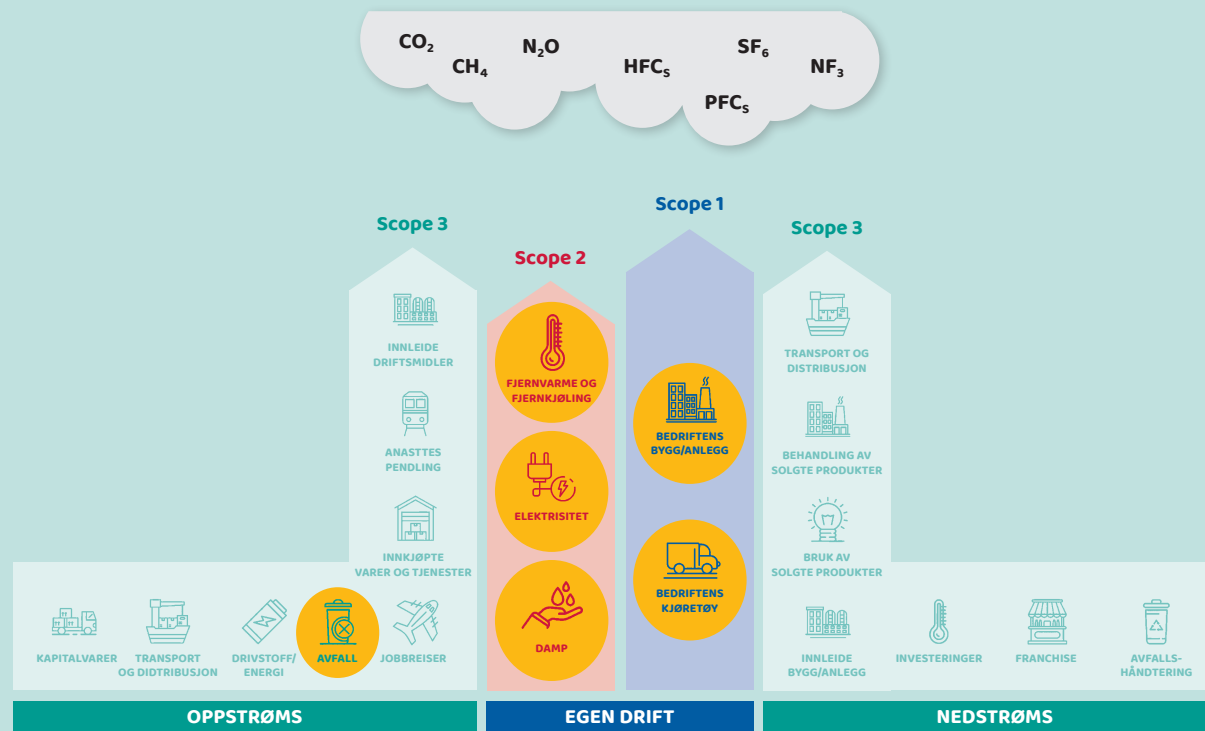 CO₂
CH₄
N₂O
HFCₛ
PFCₛ
SF₆
NF₃
Scope 3
Scope 2
Scope 1
Scope 3
INNLEIDE
DRIFTSMIDLER
ANASTTES
PENDLING
INNKJØPTE
VARER OG TJENESTER
KAPITALVARER
TRANSPORT
OG DIDTRIBUSJON
DRIVSTOFF/
ENERGI
AVFALL
JOBBREISER
FJERNVARME OG
FJERNKJØLING
ELEKTRISITET
DAMP
BEDRIFTENS
BYGG/ANLEGG
BEDRIFTENS
KJØRETØY
TRANSPORT OG
DISTRIBUSJON
BEHANDLING AV
SOLGTE PRODUKTER
BRUK AV
SOLGTE PRODUKTER
INNLEIDE
BYGG/ANLEGG
INVESTERINGER
FRANCHISE
AVFALLS-
HÅNDTERING
OPPSTRØMS
EGEN DRIFT
NEDSTRØMS